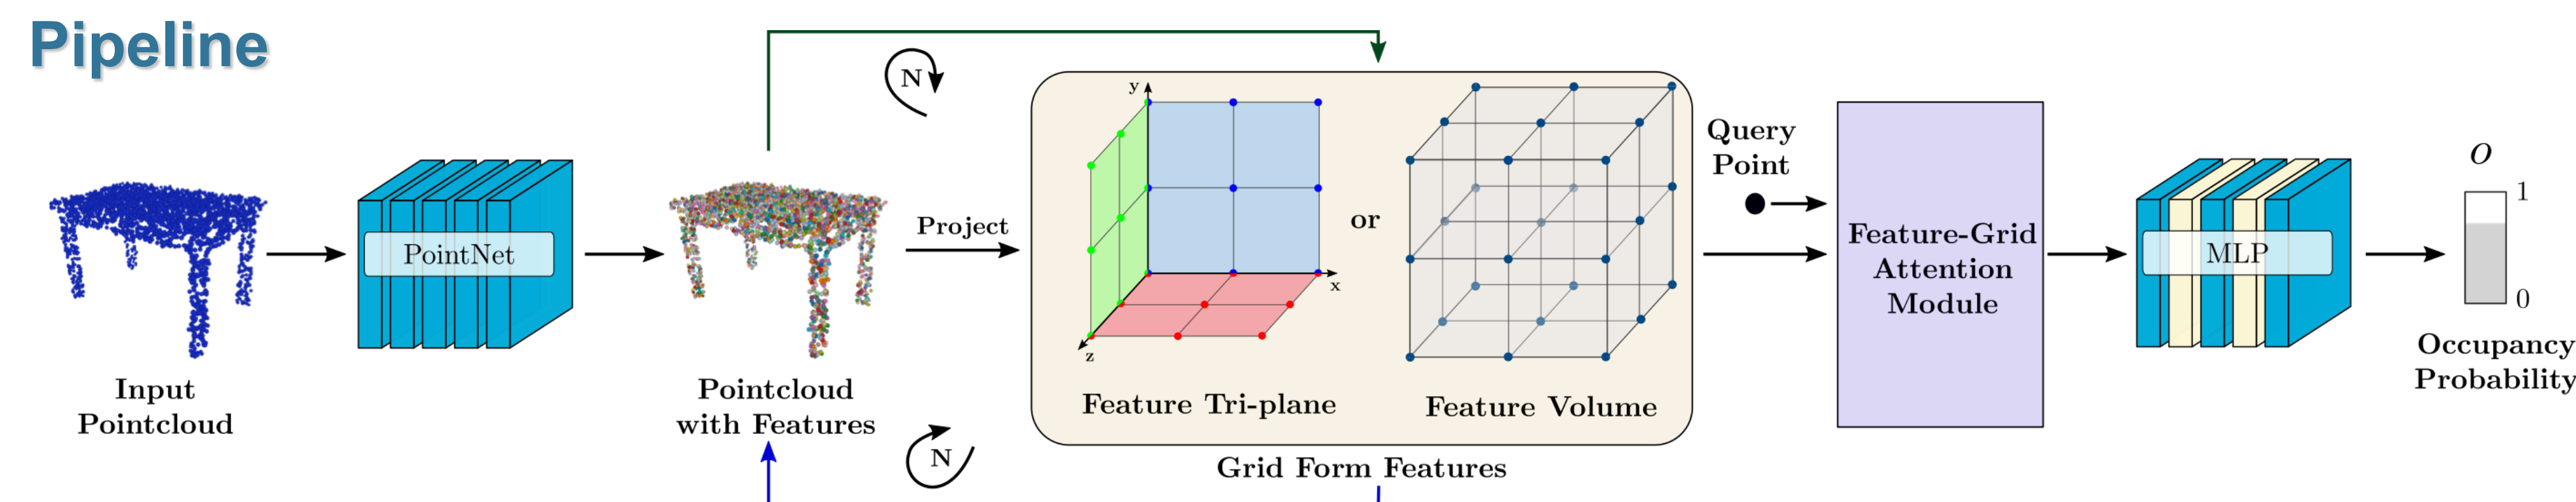 Pipeline
Input
Pointcloud
PointNet
Pointcloud
with Features
N
N
Project
y
x
z
Feature Tri-plane
or
Feature Volume
Grid Form Features
Query
Point
Feature-Grid
Attention
Module
MLP
O
1
0
Occupancy
Probability